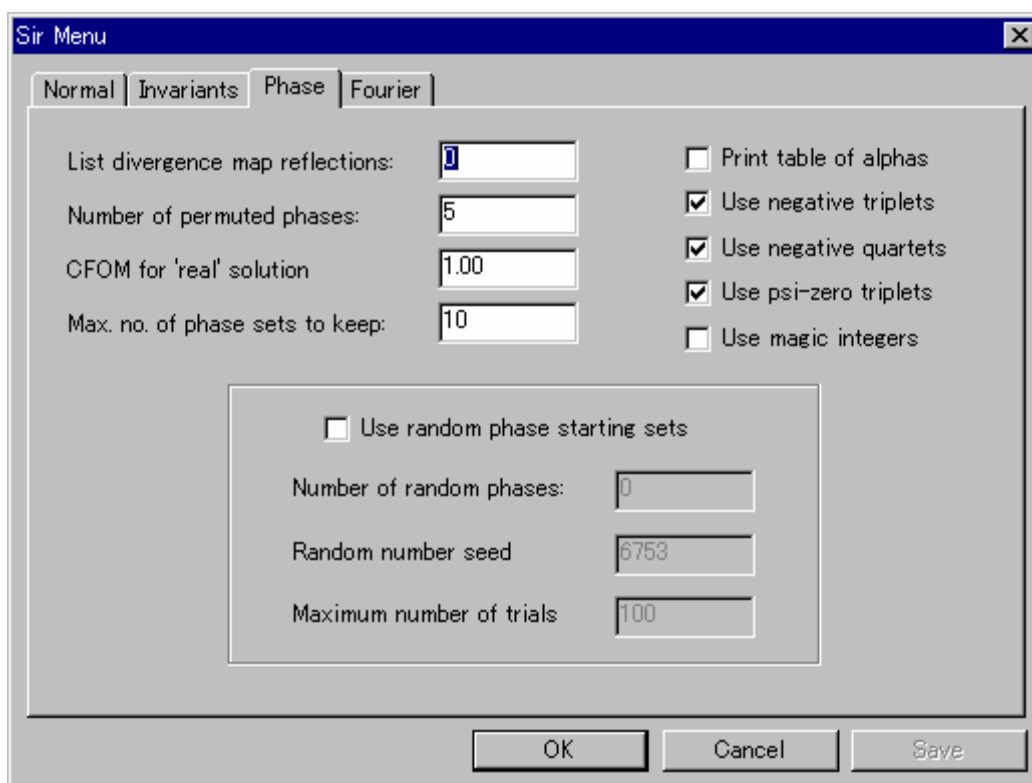 Sir Menu
Normal Invariants Phase Fourier
List divergence map reflections: 0
Number of permuted phases: 5
CFOM for 'real' solution 1.00
Max. no. of phase sets to keep: 10
Print table of alphas
Use negative triplets
Use negative quartets
Use psi-zero triplets
Use magic integers
Use random phase starting sets
Number of random phases: 0
Random number seed 6753
Maximum number of trials 100
OK Cancel Save